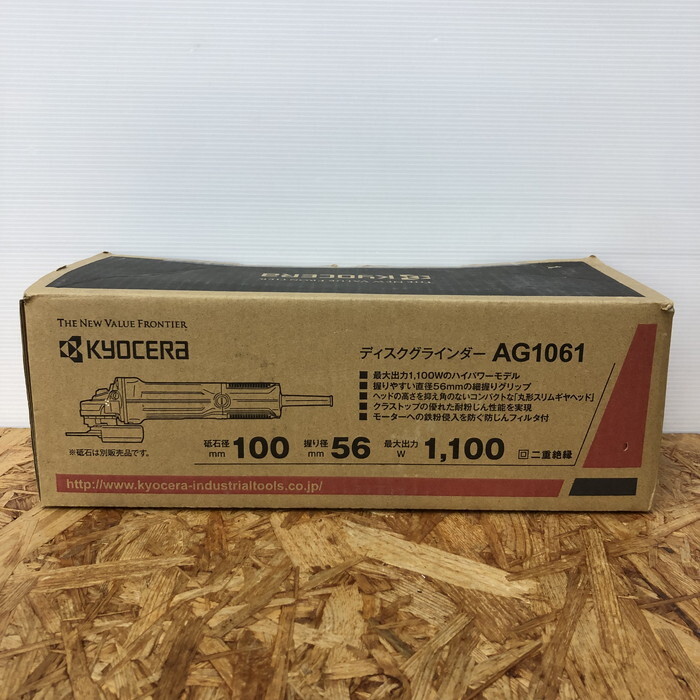 KYOCERA
THE NEW VALUE FRONTIER
THE NEW VALUE FRONTIER
KYOCERA
ディスクグラインダー AG1061
■ 最大出力1,100Wのハイパワーモデル
■ 握りやすい直径56mmの細握りグリップ
■ ヘッドの高さを抑え角のないコンパクトな「丸形スリムギヤヘッド」
■ クラストップの優れた耐粉じん性能を実現
■ モーターへの鉄粉侵入を防ぐ防じんフィルタ付
※砥石は別販売品です。
砥石径 mm 100 握り径 mm 56 最大出力 W 1,100 回 二重絶縁
http://www.kyocera-industrialtools.co.jp/